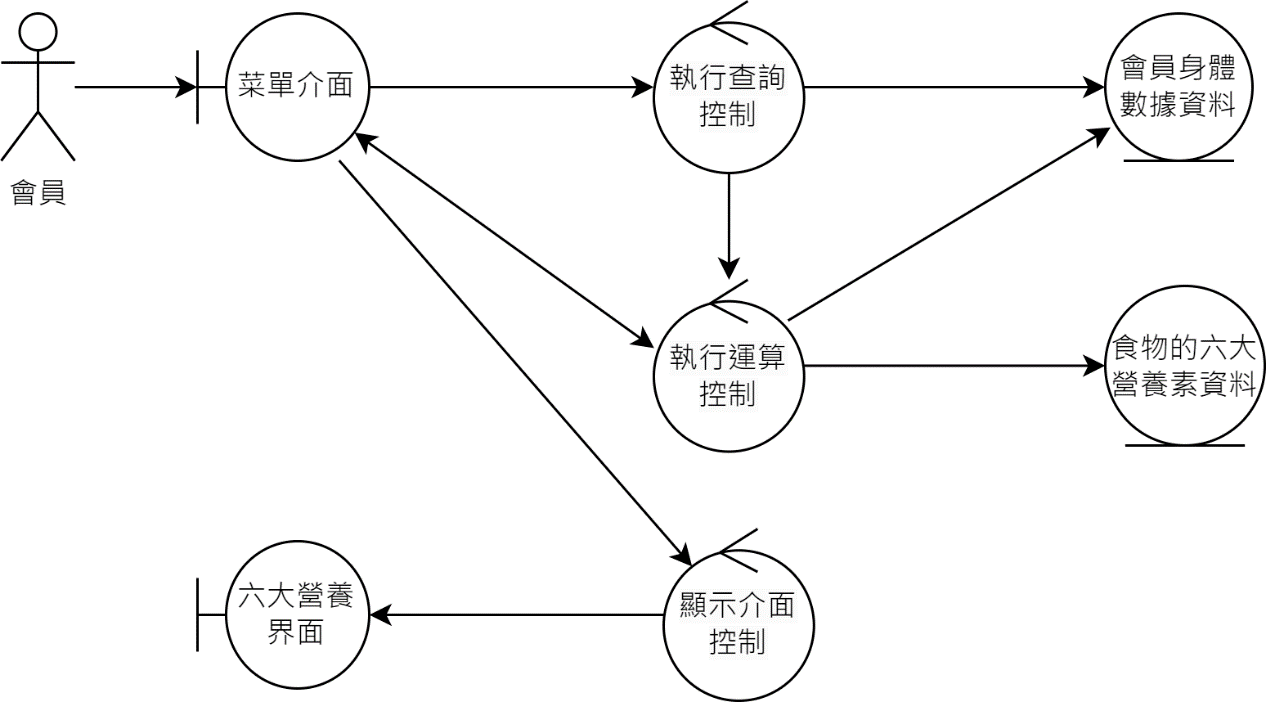 會員
菜單介面
執行查詢
控制
會員身體
數據資料
執行運算
控制
食物的六大
營養素資料
六大營養
界面
顯示介面
控制